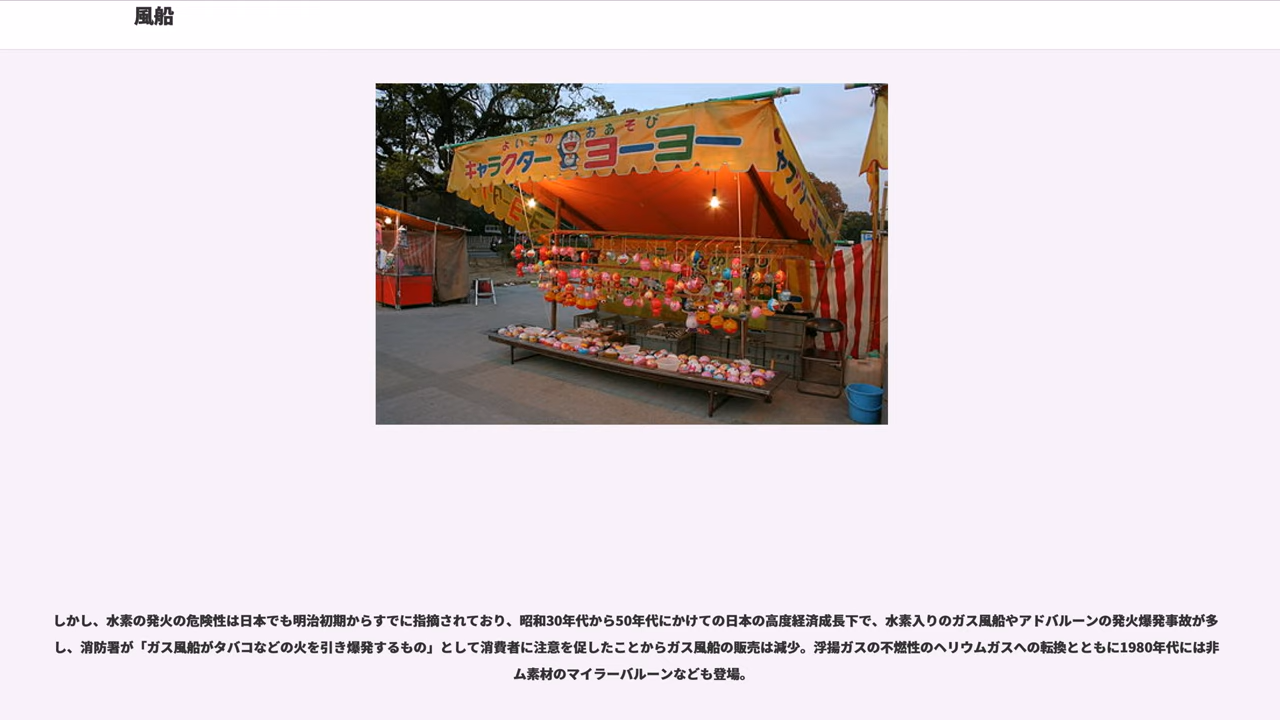 風船
よい子の おあそび
キャラクター ヨーヨー
しかし、水素の発火の危険性は日本でも明治初期からすでに指摘されており、昭和30年代から50年代にかけての日本の高度経済成長下で、水素入りのガス風船やアドバルーンの発火爆発事故が多
し、消防署が「ガス風船がタバコなどの火を引き爆発するもの」として消費者に注意を促したことからガス風船の販売は減少。浮揚ガスの不燃性のヘリウムガスへの転換とともに1980年代には非
ム素材のマイラーバルーンなども登場。